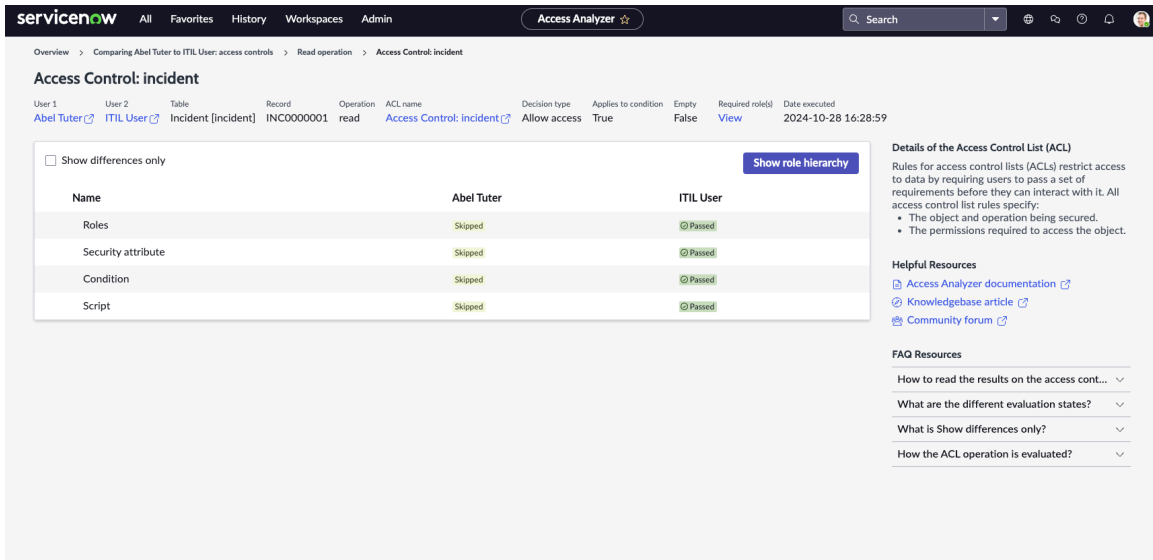 servicenow All Favorites History Workspaces Admin Access Analyzer Search
Overview > Comparing Abel Tuter to ITIL User: access controls > Read operation > Access Control: incident
Access Control: incident
User 1 User 2 Table Record Operation ACL name Decision type Applies to condition Empty Required role(s) Date executed
Abel Tuter ITIL User Incident [incident] INC0000001 read Access Control: incident Allow access True False View 2024-10-28 16:28:59
Show differences only Show role hierarchy
Name Abel Tuter ITIL User
Roles Skipped Passed
Security attribute Skipped Passed
Condition Skipped Passed
Script Skipped Passed
Details of the Access Control List (ACL)
Rules for access control lists (ACLs) restrict access
to data by requiring users to pass a set of
requirements before they can interact with it. All
access control list rules specify:
• The object and operation being secured.
• The permissions required to access the object.
Helpful Resources
Access Analyzer documentation
Knowledgebase article
Community forum
FAQ Resources
How to read the results on the access cont...
What are the different evaluation states?
What is Show differences only?
How the ACL operation is evaluated?